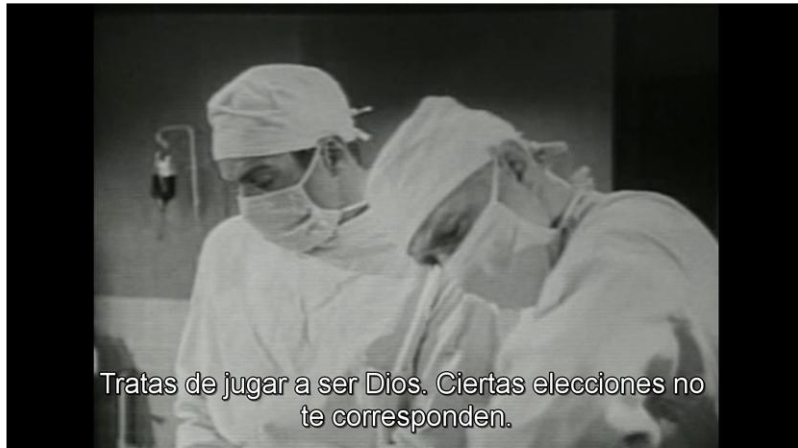 Tratas de jugar a ser Dios. Ciertas elecciones no
te corresponden.